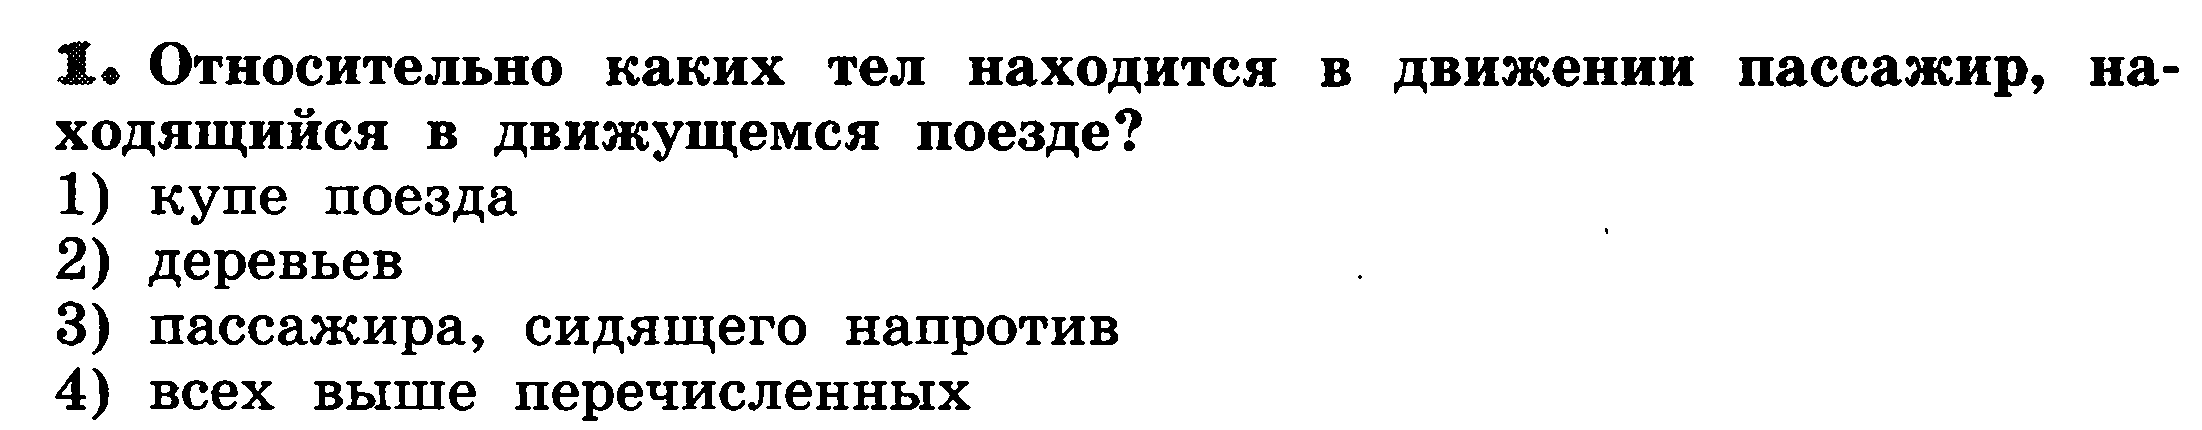 1. Относительно каких тел находится в движении пассажир, на-
ходящийся в движущемся поезде?
1) купе поезда
2) деревьев
3) пассажира, сидящего напротив
4) всех выше перечисленных